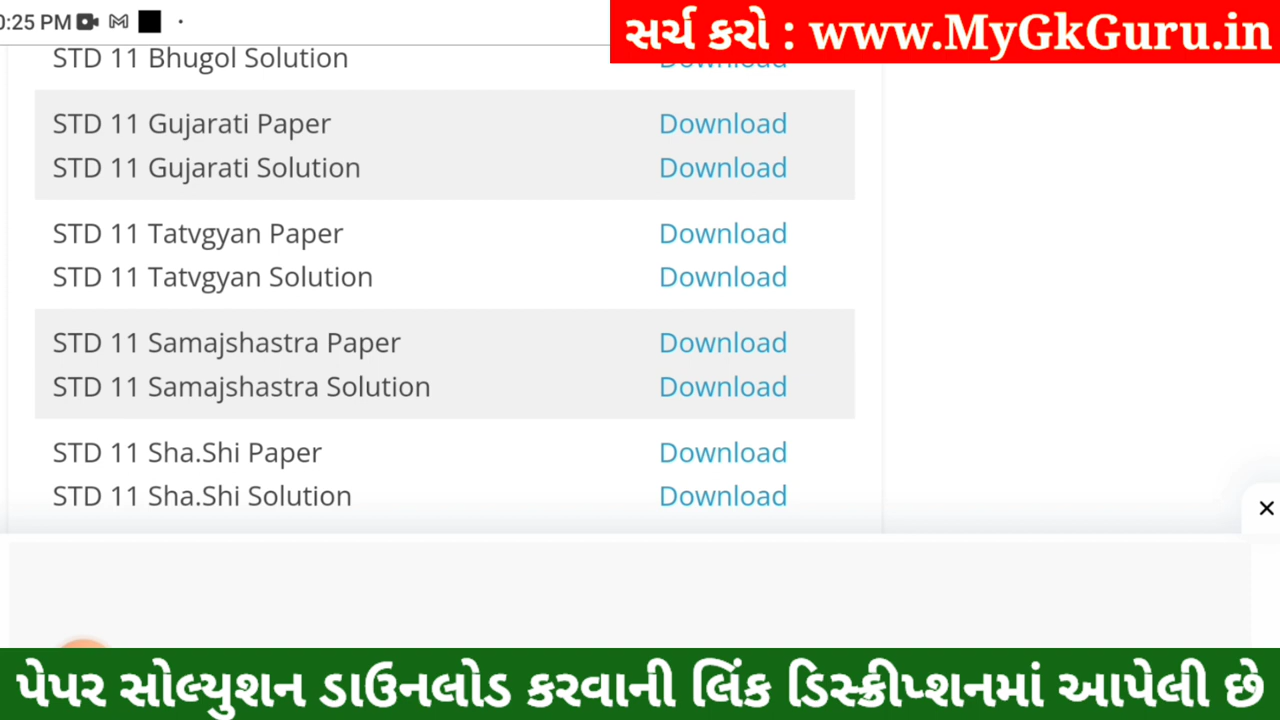 0:25 PM
સર્ચ કરો : www.MyGkGuru.in
STD 11 Bhugol Solution Download
STD 11 Gujarati Paper Download
STD 11 Gujarati Solution Download
STD 11 Tatvgyan Paper Download
STD 11 Tatvgyan Solution Download
STD 11 Samajshastra Paper Download
STD 11 Samajshastra Solution Download
STD 11 Sha.Shi Paper Download
STD 11 Sha.Shi Solution Download
પેપર સોલ્યુશન ડાઉનલોડ કરવાની લિંક ડિસ્ક્રીપ્શનમાં આપેલી છે